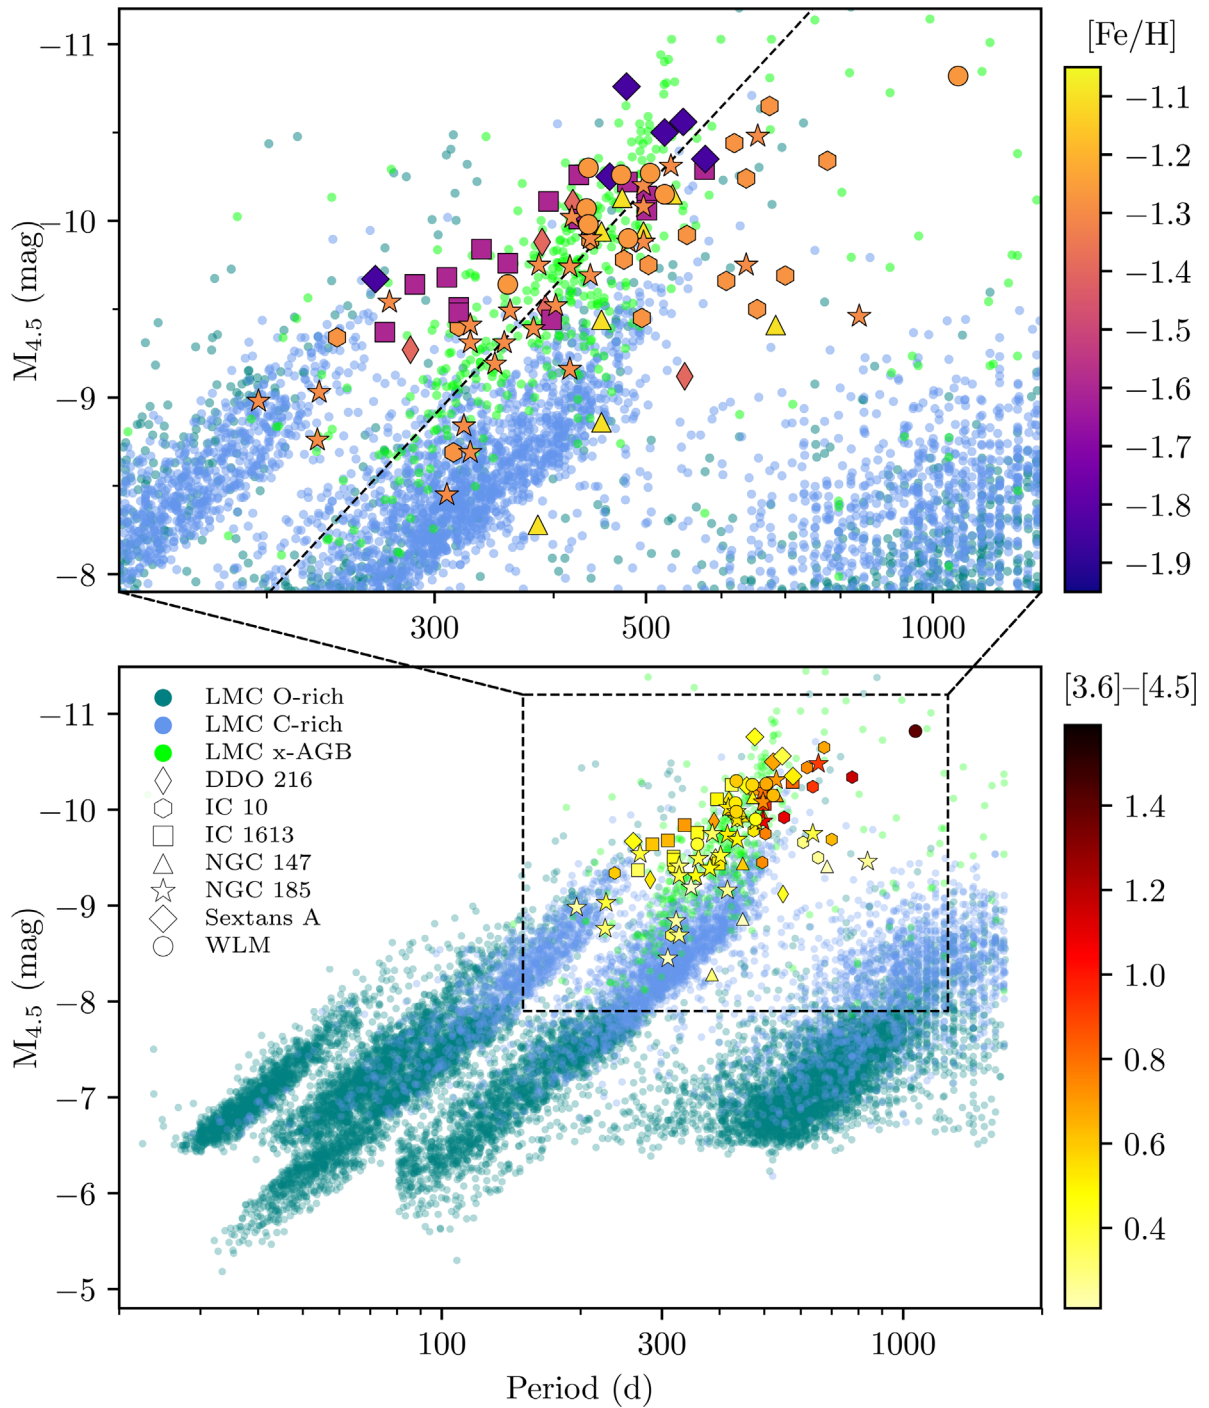 [Fe/H]
−11
−10
−9
−8
M4.5 (mag)
300
500
1000
−1.1
−1.2
−1.3
−1.4
−1.5
−1.6
−1.7
−1.8
−1.9
[3.6]–[4.5]
LMC O-rich
LMC C-rich
LMC x-AGB
DDO 216
IC 10
IC 1613
NGC 147
NGC 185
Sextans A
WLM
−11
−10
−9
−8
−7
−6
−5
M4.5 (mag)
100
300
1000
Period (d)
1.4
1.2
1.0
0.8
0.6
0.4